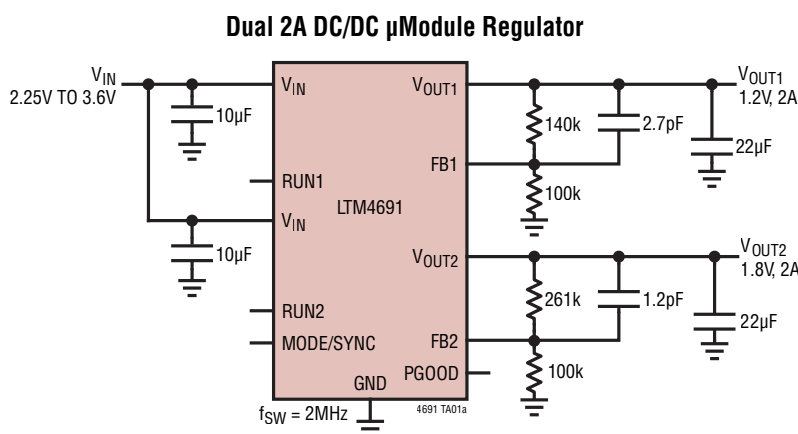 Dual 2A DC/DC µModule Regulator
VIN
2.25V TO 3.6V
10µF
VIN
RUN1
VIN
10µF
RUN2
MODE/SYNC
GND
fSW = 2MHz
LTM4691
VOUT1
FB1
VOUT2
FB2
PGOOD
4691 TA01a
140k
2.7pF
100k
22µF
VOUT1
1.2V, 2A
261k
1.2pF
100k
22µF
VOUT2
1.8V, 2A